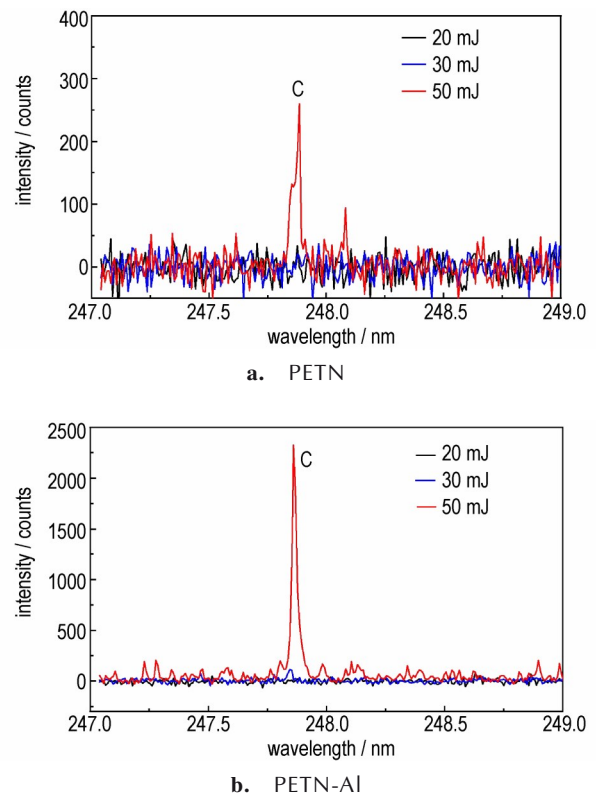 400
300
200
100
0
intensity / counts
C
20 mJ
30 mJ
50 mJ
247.0 247.5 248.0 248.5 249.0
wavelength / nm
a. PETN
2500
2000
1500
1000
500
0
intensity / counts
C
20 mJ
30 mJ
50 mJ
247.0 247.5 248.0 248.5 249.0
wavelength / nm
b. PETN-Al